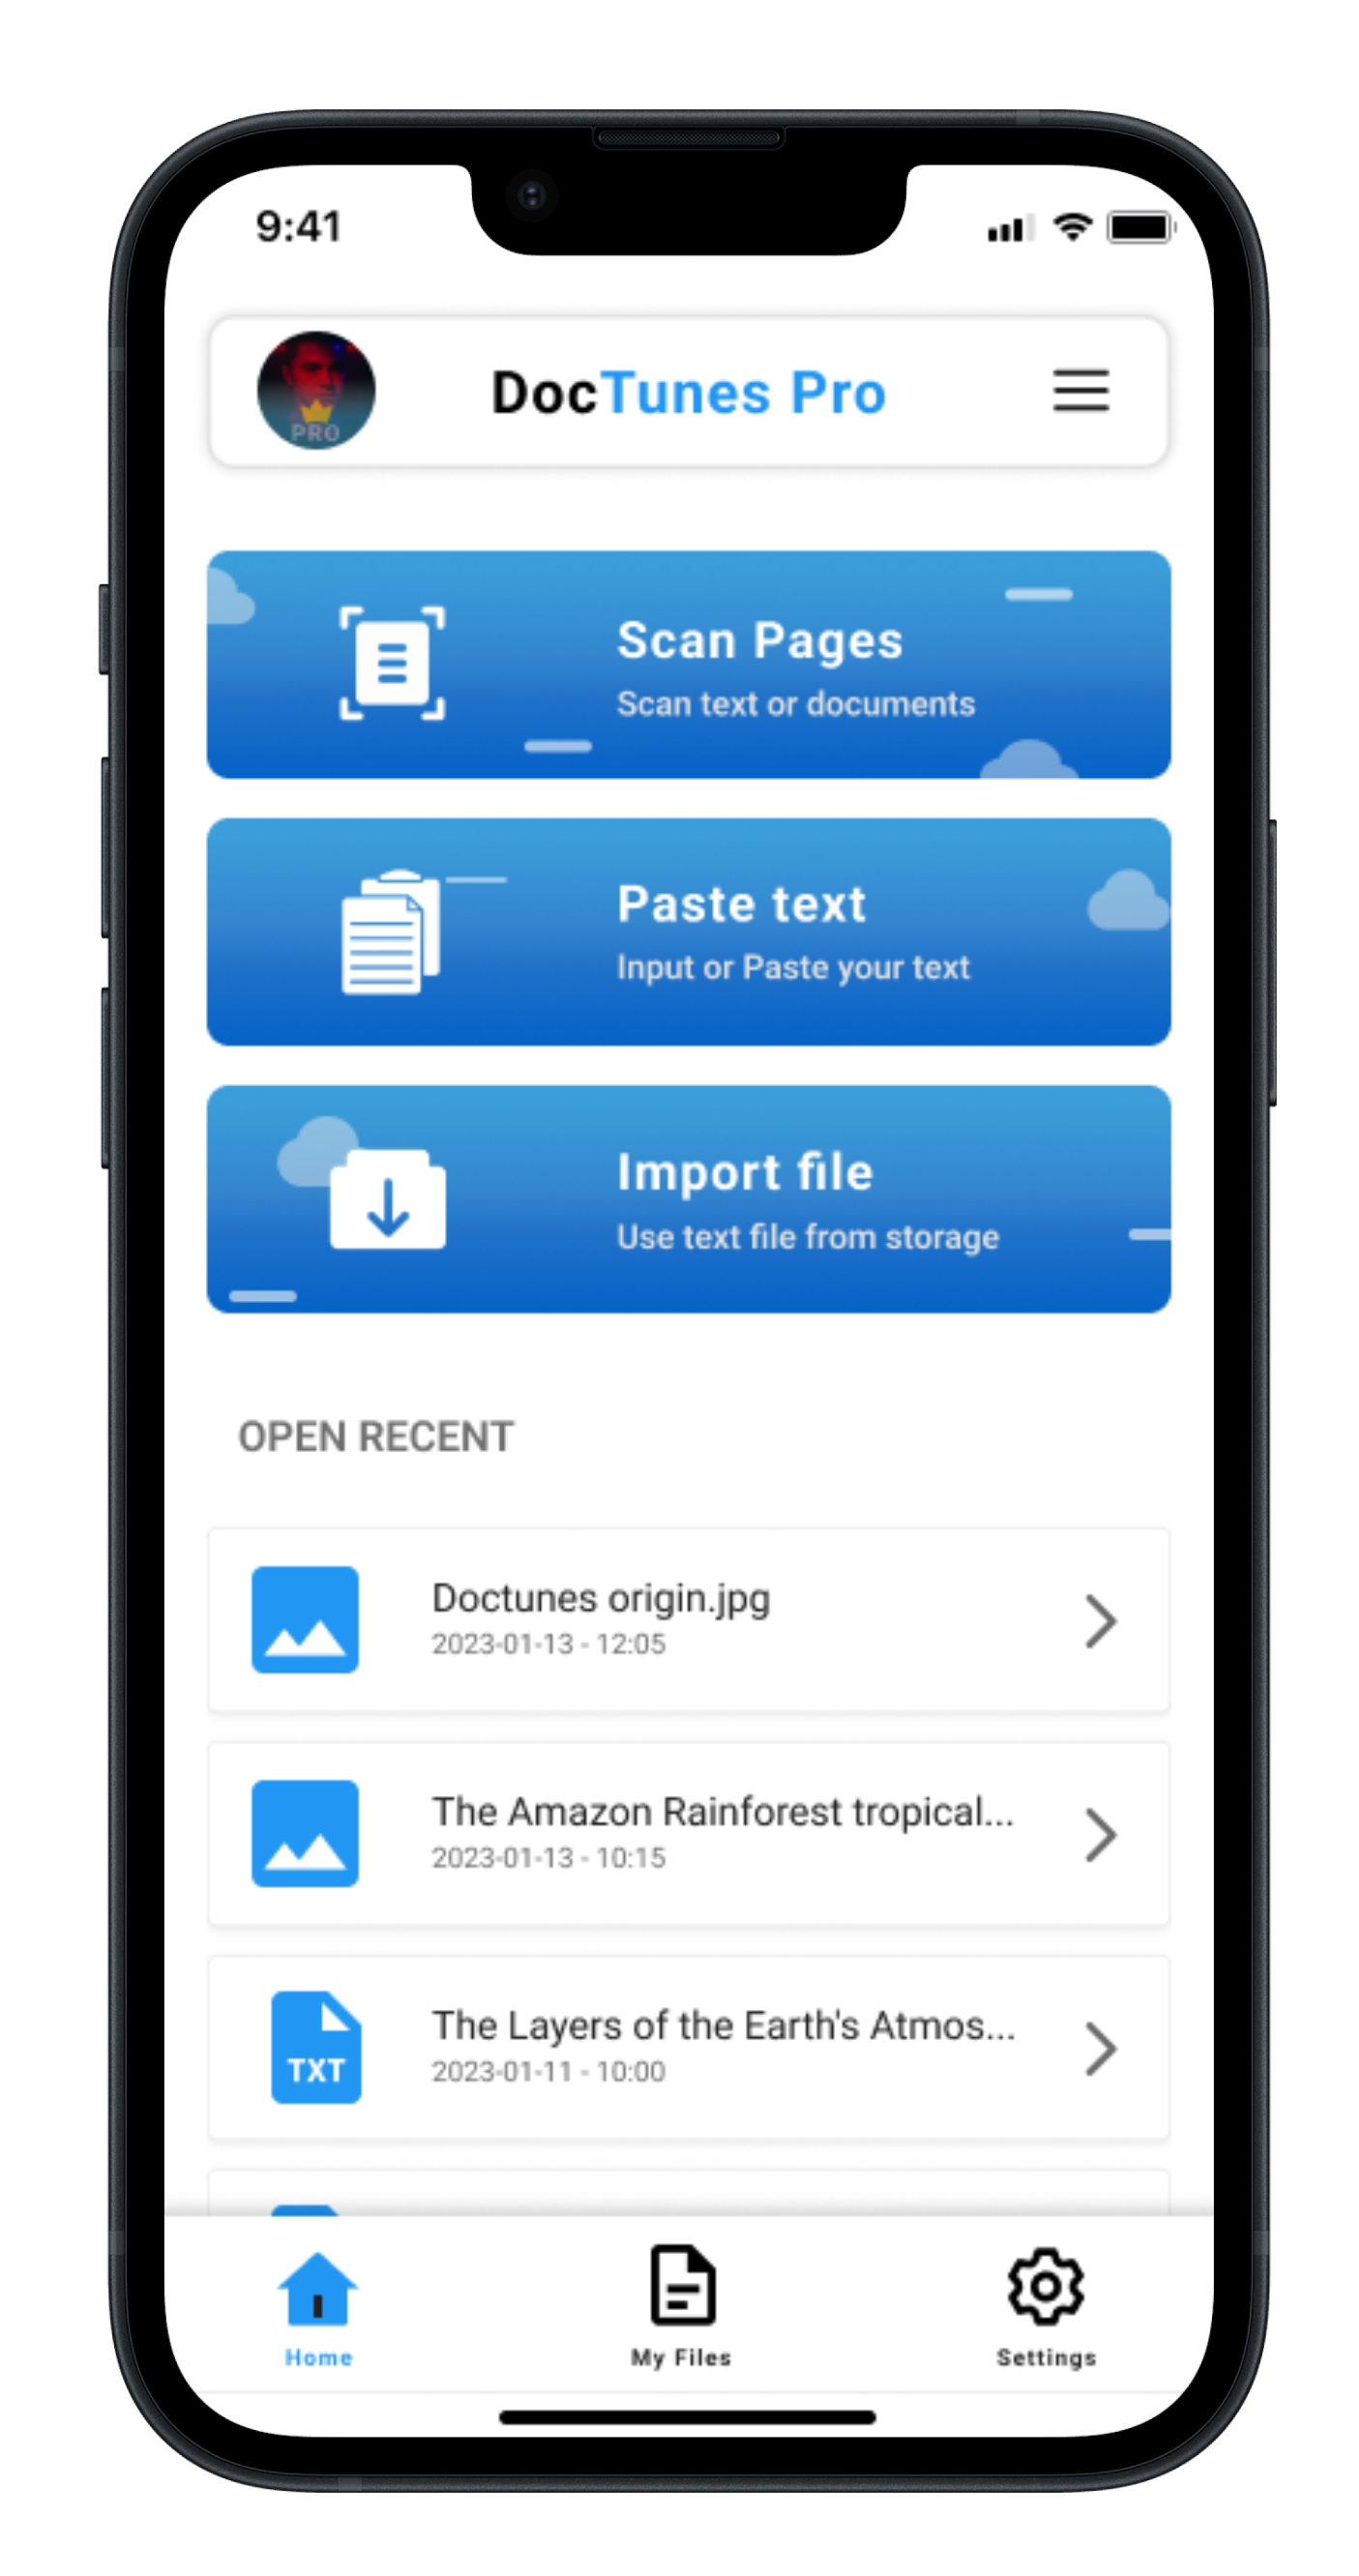 9:41
DocTunes Pro
PRO
Scan Pages
Scan text or documents
Paste text
Input or Paste your text
Import file
Use text file from storage
OPEN RECENT
Doctunes origin.jpg
2023-01-13 - 12:05
The Amazon Rainforest tropical...
2023-01-13 - 10:15
The Layers of the Earth's Atmos...
TXT
2023-01-11 - 10:00
Home
My Files
Settings